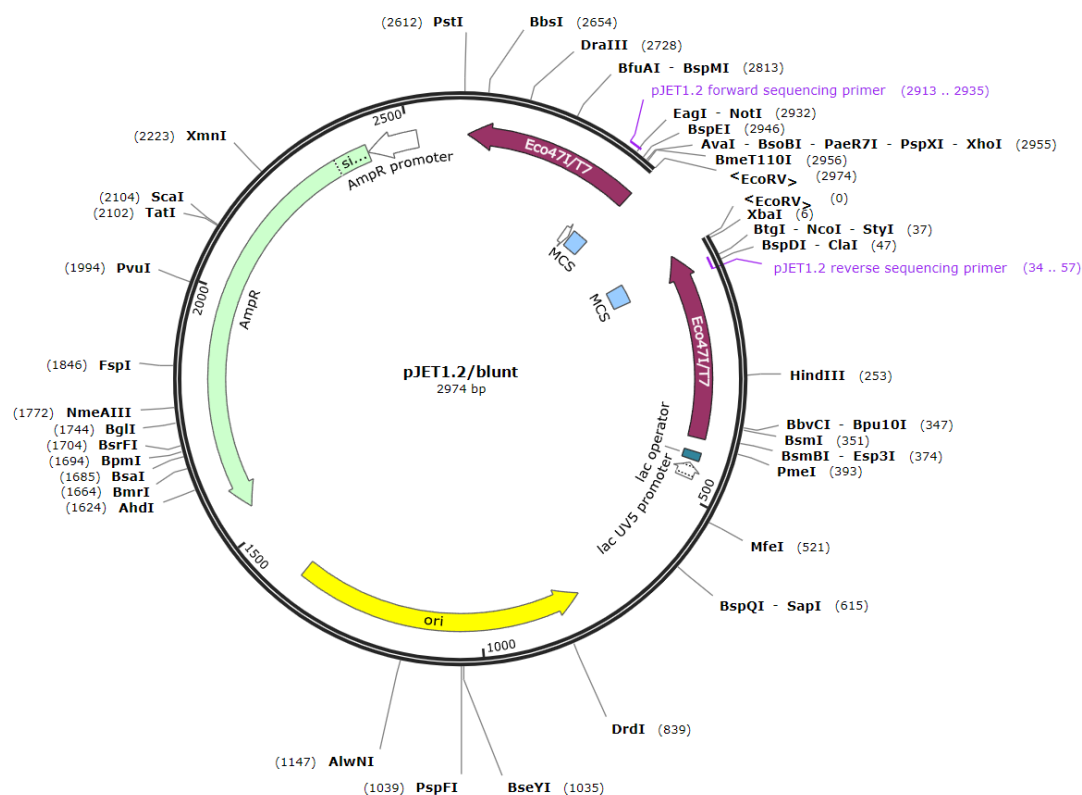 (2612) PstI
BbsI (2654)
DraIII (2728)
BfuAI - BspMI (2813)
pJET1.2 forward sequencing primer (2913 .. 2935)
EagI - NotI (2932)
BspEI (2946)
AvaI - BsoBI - PaeR7I - PspXI - XhoI (2955)
BmeT110I (2956)
<EcoRV> (2974)
<EcoRV> (0)
XbaI (6)
BtgI - NcoI - StyI (37)
BspDI - ClaI (47)
pJET1.2 reverse sequencing primer (34 .. 57)
HindIII (253)
BbvCI - Bpu10I (347)
BsmI (351)
BsmBI - Esp3I (374)
PmeI (393)
MfeI (521)
BspQI - SapI (615)
DrdI (839)
BseYI (1035)
(1039) PspFI
(1147) AlwNI
(1624) AhdI
(1664) BmrI
(1685) BsaI
(1694) BpmI
(1704) BsrFI
(1744) BglI
(1772) NmeAIII
(1846) FspI
(1994) PvuI
(2102) TatI
(2104) ScaI
(2223) XmnI
2500
si...
AmpR promoter
Eco47I/T7
MCS
MCS
Eco47I/T7
AmpR
2000
pJET1.2/blunt
2974 bp
lac operator
lac UV5 promoter
500
1500
ori
1000